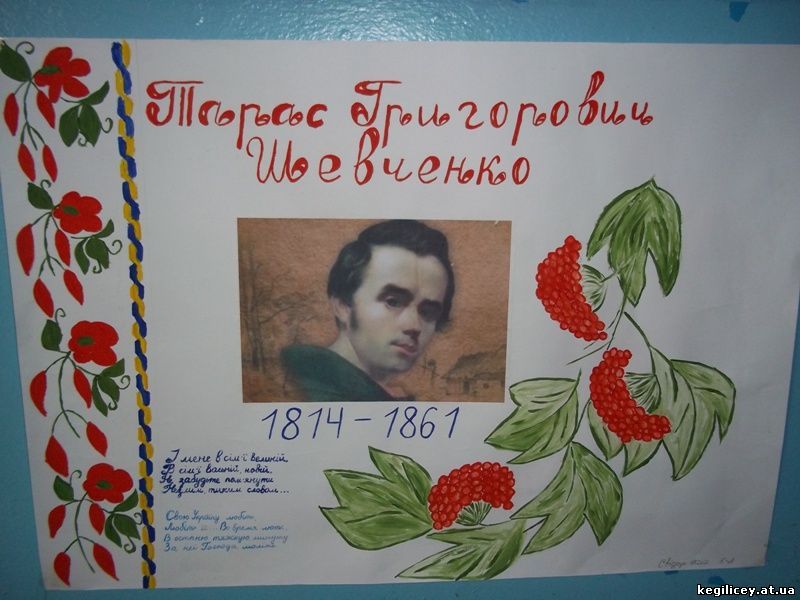 Тарас Григорович
Шевченко
1814-1861
І мене в сім'ї великій,
В сім'ї вольній, новій,
Не забудьте пом'янути
Незлим, тихим словом...
Свою Україну любіть.
Любіть її... Во время люте.
В останню тяжкую минуту
За неї Господа моліть
kegilicey.at.ua